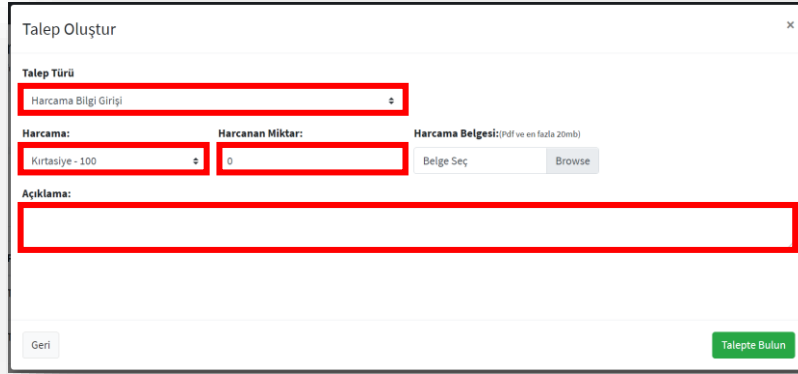 Talep Oluştur
×
Talep Türü
Harcama Bilgi Girişi
Harcama: Harcanan Miktar: Harcama Belgesi:(Pdf ve en fazla 20mb)
Kırtasiye - 100 0 Belge Seç Browse
Açıklama:
Geri Talepte Bulun